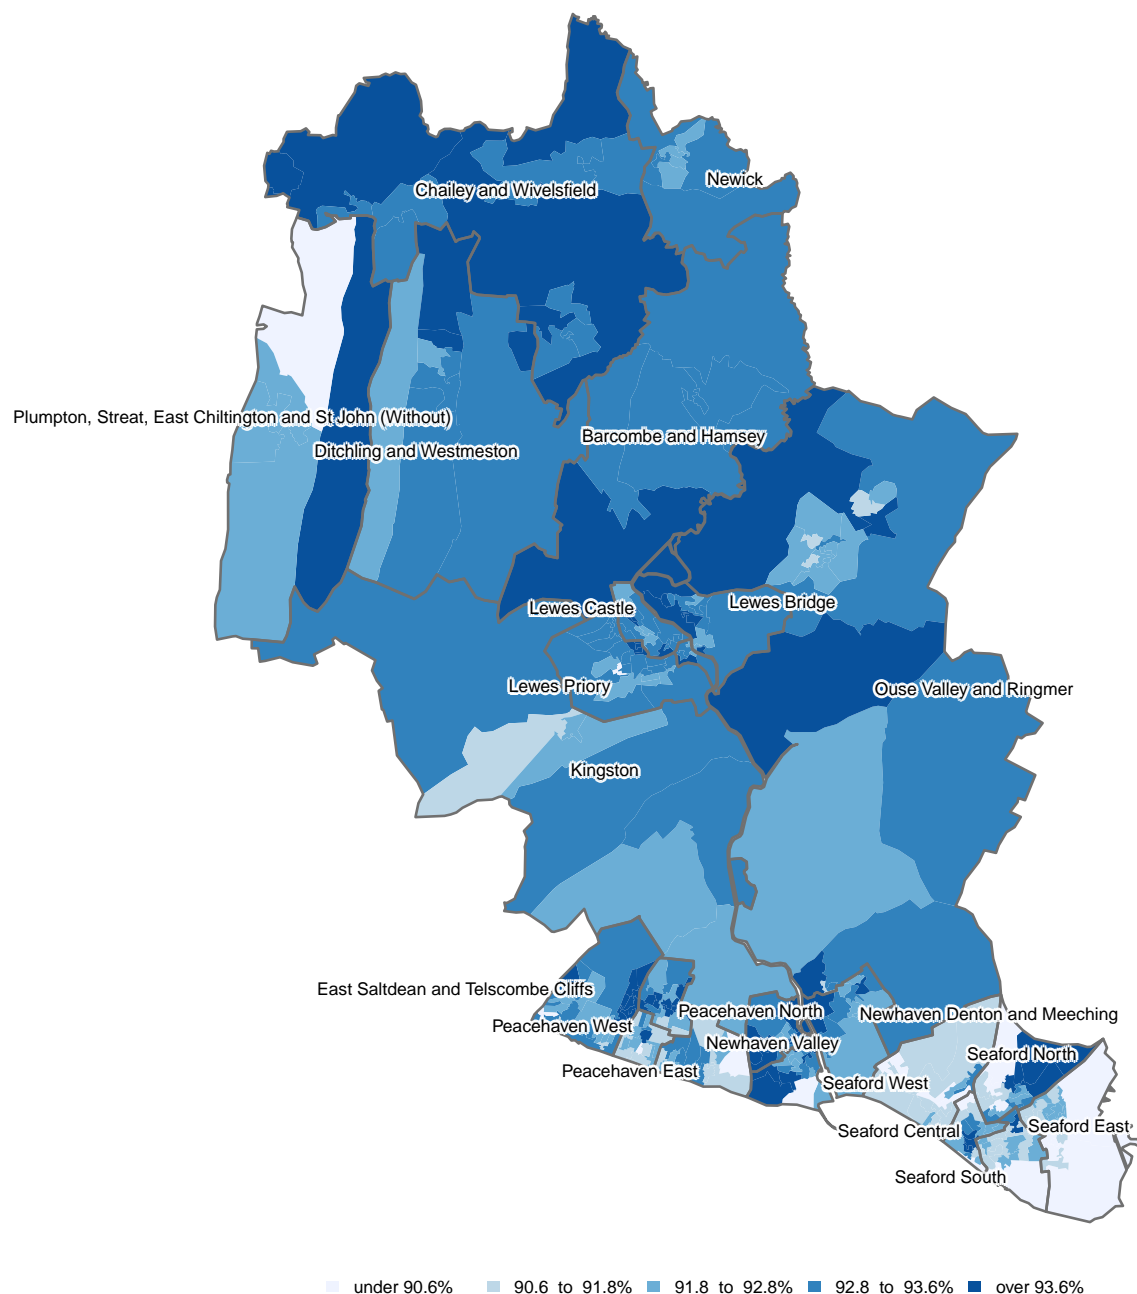 Newick
Chailey and Wivelsfield
Plumpton, Streat, East Chiltington and St John (Without)
Barcombe and Hamsey
Ditchling and Westmeston
Lewes Bridge
Lewes Castle
Lewes Priory
Ouse Valley and Ringmer
Kingston
East Saltdean and Telscombe Cliffs
Peacehaven North
Newhaven Denton and Meeching
Peacehaven West
Newhaven Valley
Seaford North
Peacehaven East
Seaford West
Seaford East
Seaford Central
Seaford South
under 90.6% 90.6 to 91.8% 91.8 to 92.8% 92.8 to 93.6% over 93.6%